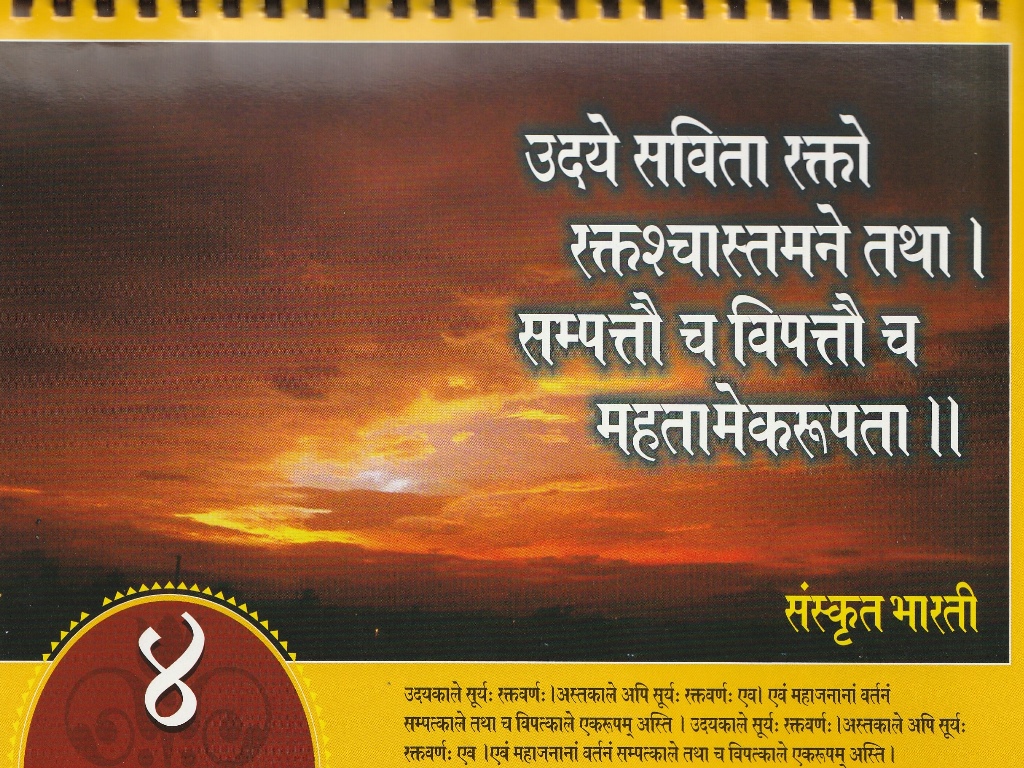 उदये सविता रक्तो
रक्तश्चास्तमने तथा ।
सम्पत्तौ च विपत्तौ च
महतामेकरूपता ।।
संस्कृत भारती
४
उदयकाले सूर्यः रक्तवर्णः ।अस्तकाले अपि सूर्यः रक्तवर्णः एव। एवं महाजनानां वर्तनं
सम्पत्काले तथा च विपत्काले एकरूपम् अस्ति । उदयकाले सूर्यः रक्तवर्णः ।अस्तकाले अपि सूर्यः
रक्तवर्णः एव ।एवं महाजनानां वर्तनं सम्पत्काले तथा च विपत्काले एकरूपम् अस्ति ।